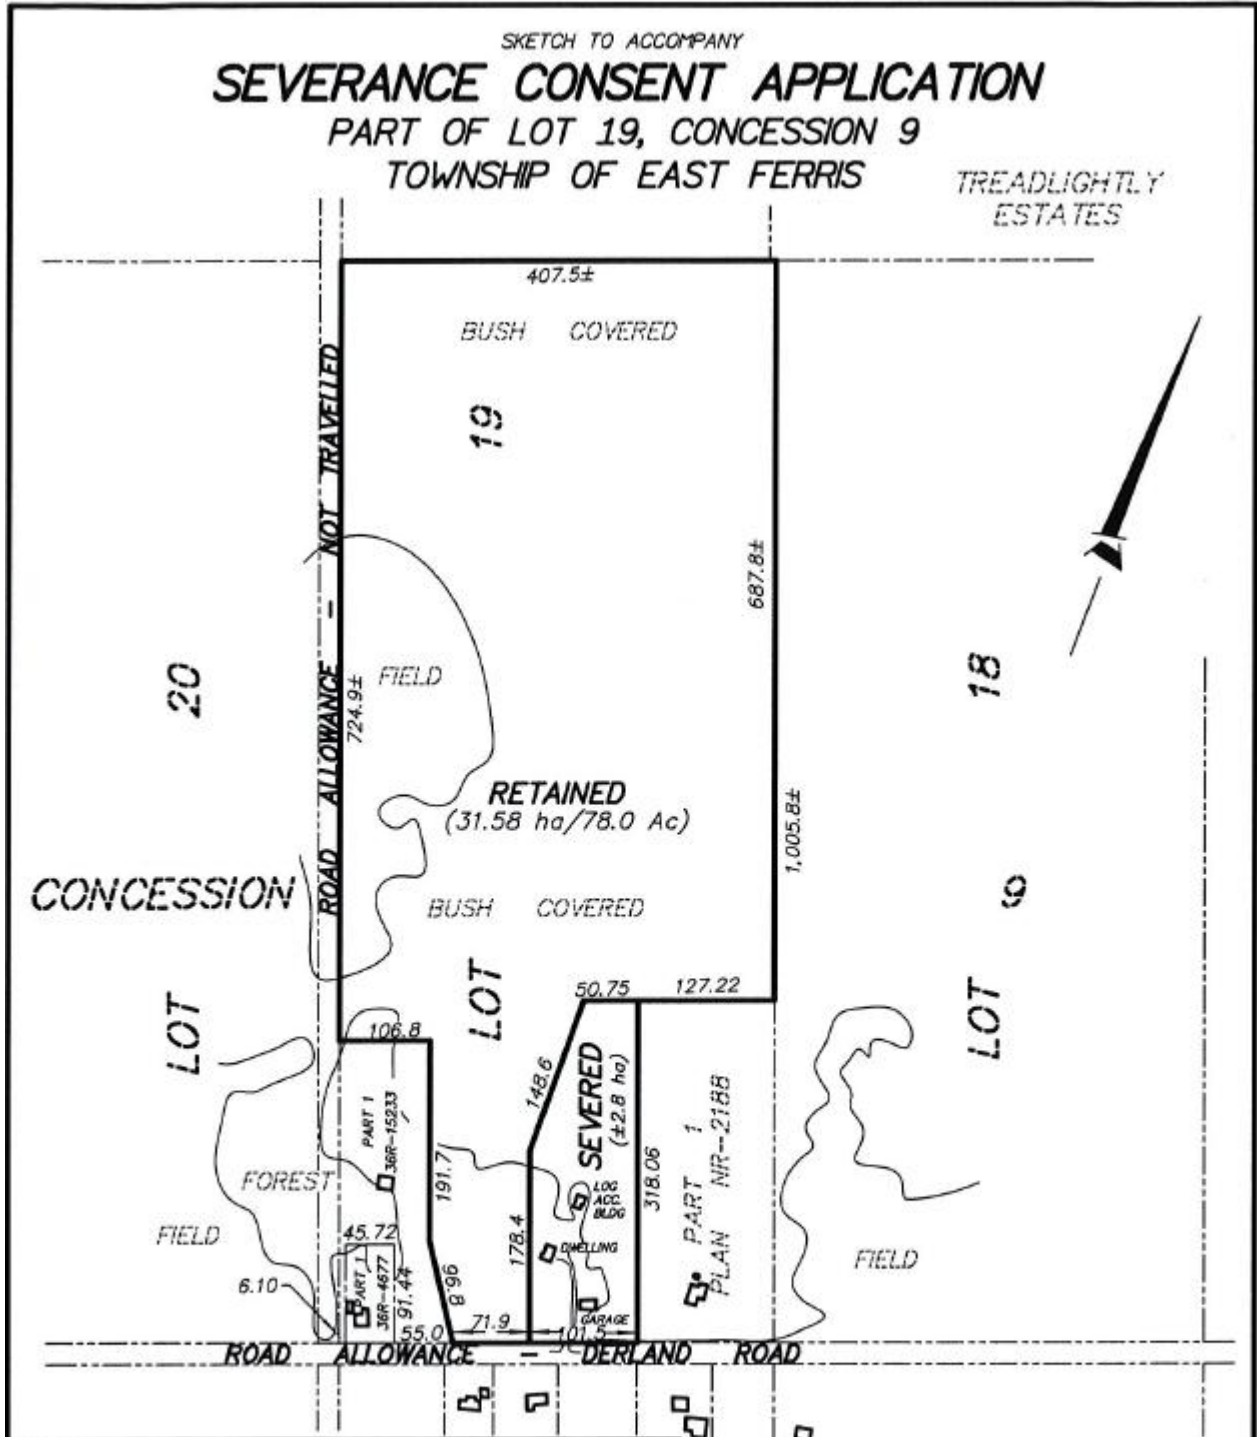 SKETCH TO ACCOMPANY
SEVERANCE CONSENT APPLICATION
PART OF LOT 19, CONCESSION 9
TOWNSHIP OF EAST FERRIS
TREADLIGHTLY
ESTATES
407.5±
BUSH COVERED
19
ROAD ALLOWANCE - NOT TRAVELLED
687.8±
20
FIELD
724.9±
18
RETAINED
(31.58 ha/78.0 Ac)
1,005.8±
CONCESSION
9
BUSH COVERED
LOT
LOT
LOT
50.75
127.22
106.8
148.6
SEVERED
(±2.8 ha)
PART 1
36R-15233
191.7
318.06
PART 1
PLAN NR-2188
FOREST
LOG
ACC.
BLDG
FIELD
45.72
178.4
DWELLING
FIELD
6.10
PART 1
36R-4677
91.44
96.8
GARAGE
55.0
71.9
101.5
ROAD ALLOWANCE - DERLAND ROAD